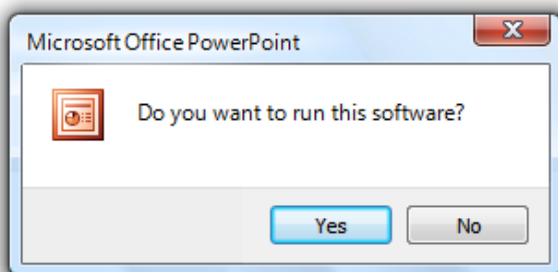 Microsoft Office PowerPoint
Do you want to run this software?
Yes
No